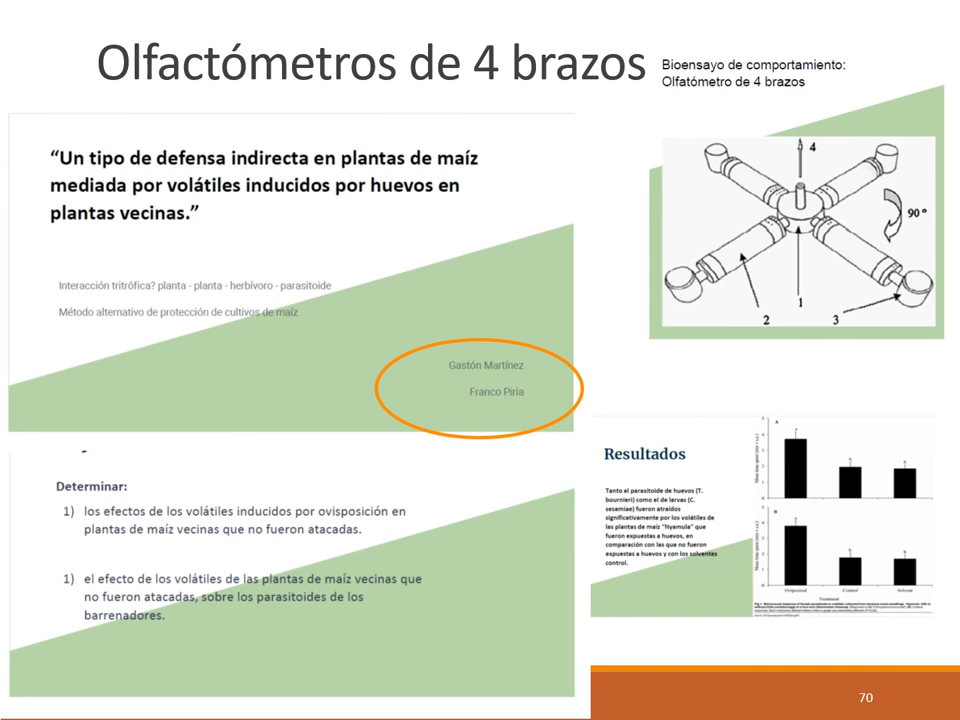 Olfactómetros de 4 brazos
Bioensayo de comportamiento:
Olfatómetro de 4 brazos
“Un tipo de defensa indirecta en plantas de maíz
mediada por volátiles inducidos por huevos en
plantas vecinas.”
Interacción tritrófica? planta - planta - herbívoro - parasitoide
Método alternativo de protección de cultivos de maíz
Gastón Martínez
Franco Piria
4
90 º
1
2
3
Determinar:
1) los efectos de los volátiles inducidos por ovisposición en
plantas de maíz vecinas que no fueron atacadas.
1) el efecto de los volátiles de las plantas de maíz vecinas que
no fueron atacadas, sobre los parasitoides de los
barrenadores.
Resultados
Tanto el parasitoide de huevos (T.
bournieri) como el de larvas (C.
sesamiae) fueron atraídos
significativamente por los volátiles de
las plantas de maíz "Nyamula" que
fueron expuestas a huevos, en
comparación con las que no fueron
expuestas a huevos y con los solventes
control.
A
a
b
b
B
a
b
b
Oviposited Control Solvent
Treatment
70